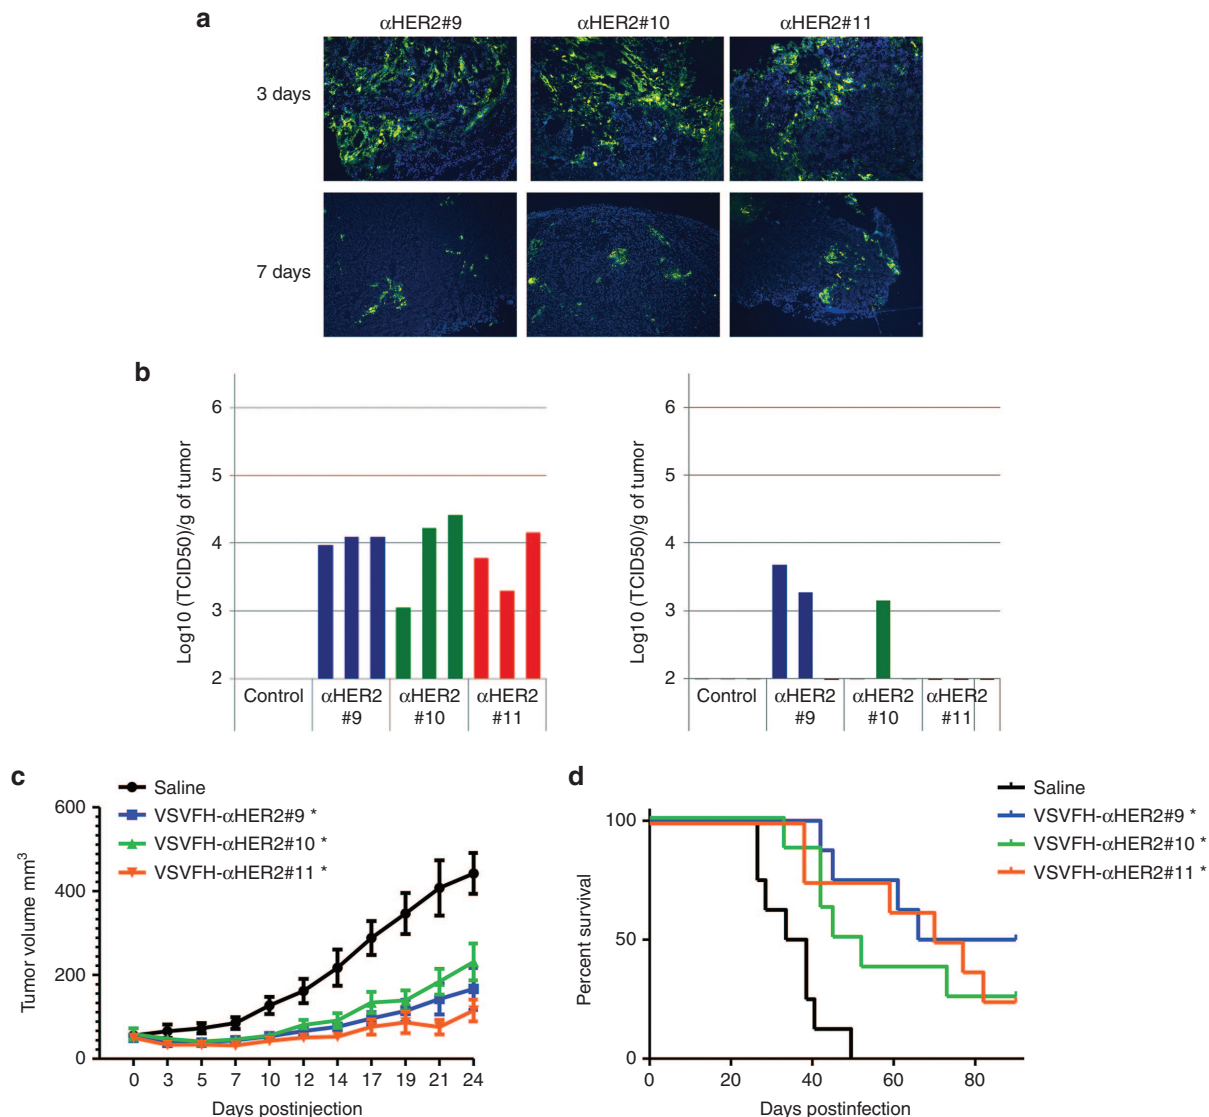 a
αHER2#9 αHER2#10 αHER2#11
3 days
7 days
b
Log10 (TCID50)/g of tumor
6
5
4
3
2
Control αHER2 #9 αHER2 #10 αHER2 #11
Log10 (TCID50)/g of tumor
6
5
4
3
2
Control αHER2 #9 αHER2 #10 αHER2 #11
c
Saline
VSVFH-αHER2#9 *
VSVFH-αHER2#10 *
VSVFH-αHER2#11 *
Tumor volume mm³
600
400
200
0
0 3 5 7 10 12 14 17 19 21 24
Days postinjection
d
Saline
VSVFH-αHER2#9 *
VSVFH-αHER2#10 *
VSVFH-αHER2#11 *
Percent survival
100
50
0
0 20 40 60 80
Days postinfection